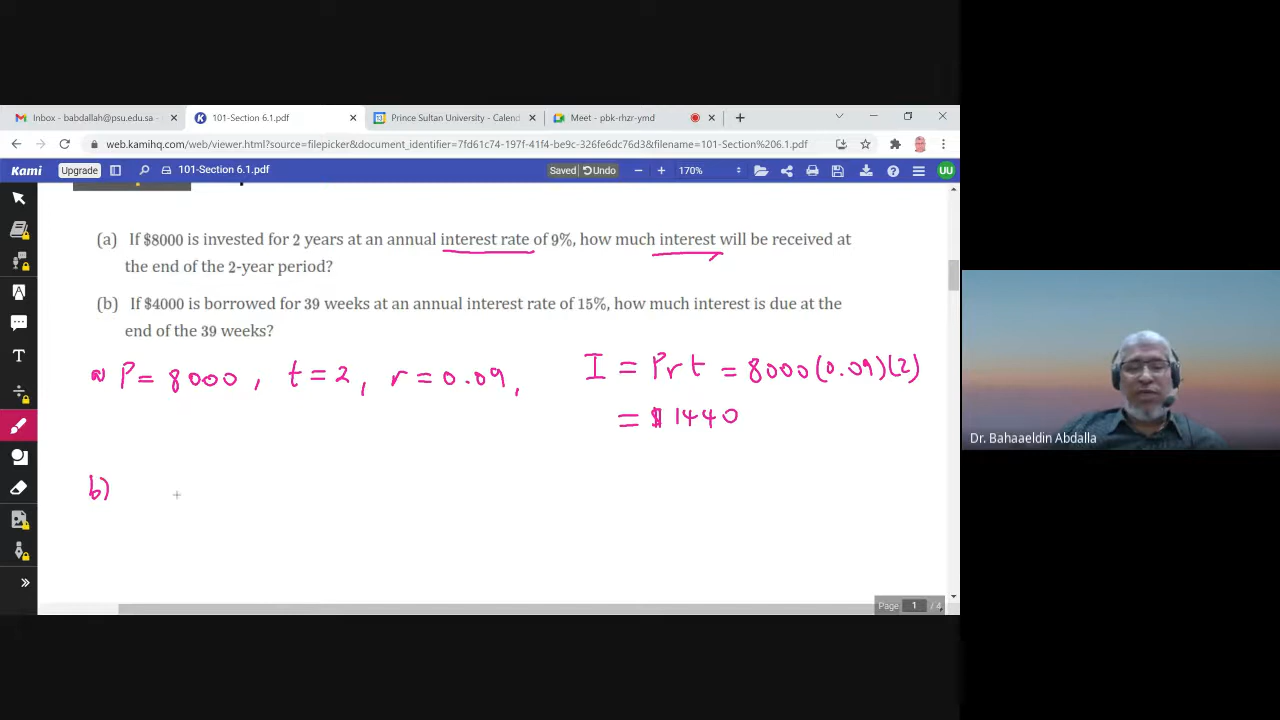 Inbox - babdallah@psu.edu.sa - 101-Section 6.1.pdf Prince Sultan University - Calend Meet - pbk-rhzr-ymd
web.kamihq.com/web/viewer.html?source=filepicker&document_identifier=7fd61c74-197f-41f4-be9c-326fe6dc76d3&filename=101-Section%206.1.pdf
Kami Upgrade 101-Section 6.1.pdf Saved Undo 170% UU
(a) If $8000 is invested for 2 years at an annual interest rate of 9%, how much interest will be received at
the end of the 2-year period?
(b) If $4000 is borrowed for 39 weeks at an annual interest rate of 15%, how much interest is due at the
end of the 39 weeks?
a) P = 8000, t = 2, r = 0.09, I = Prt = 8000(0.09)(2)
= $1440
b)
Dr. Bahaaeldin Abdalla
Page 1 / 4